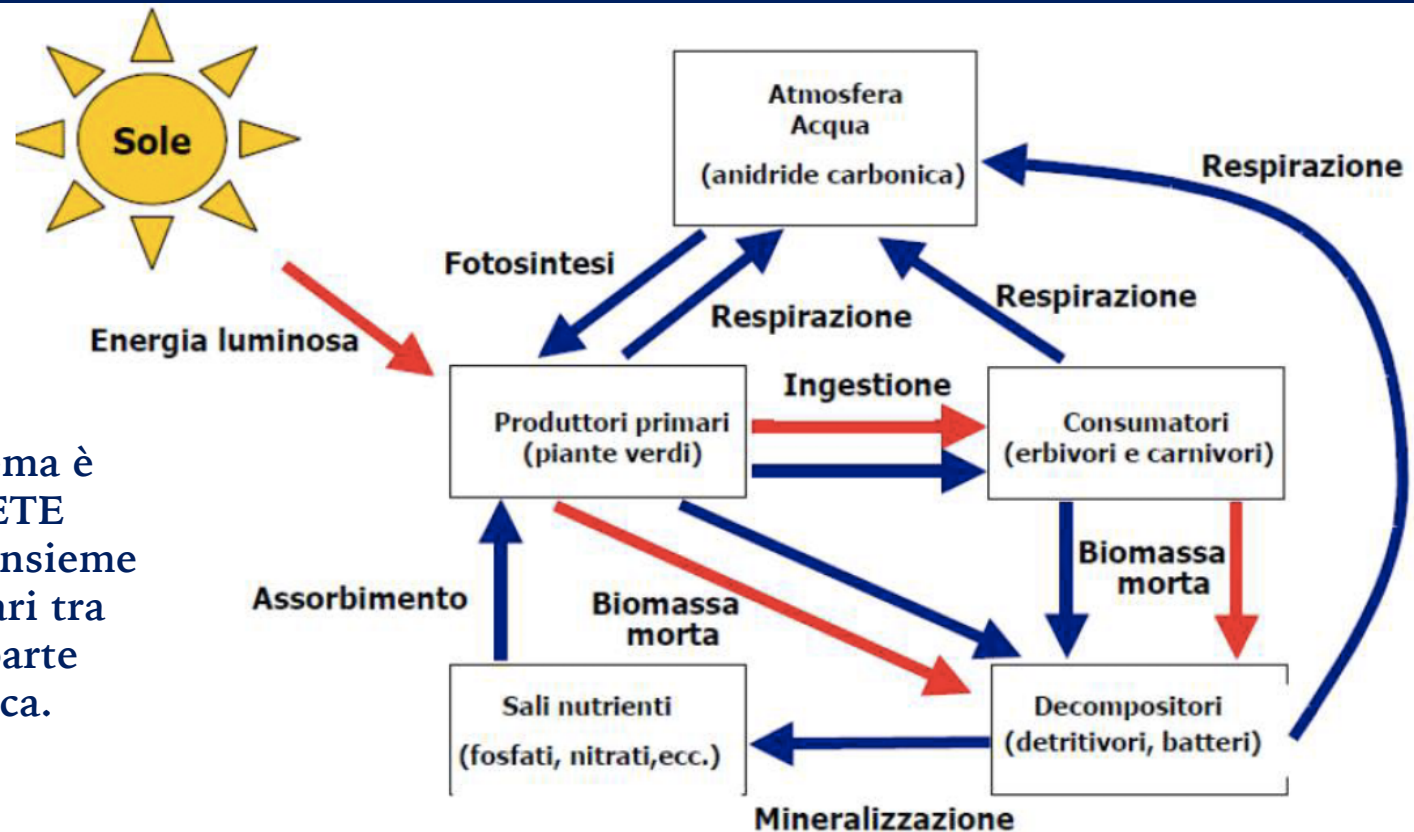 Sole
Atmosfera
Acqua
(anidride carbonica)
Respirazione
Fotosintesi
Respirazione
Respirazione
Energia luminosa
Ingestione
Produttori primari
(piante verdi)
Consumatori
(erbivori e carnivori)
ma è
ETE
nsieme
ari tra
parte
ca.
Assorbimento
Biomassa
morta
Biomassa
morta
Sali nutrienti
(fosfati, nitrati,ecc.)
Decompositori
(detritivori, batteri)
Mineralizzazione